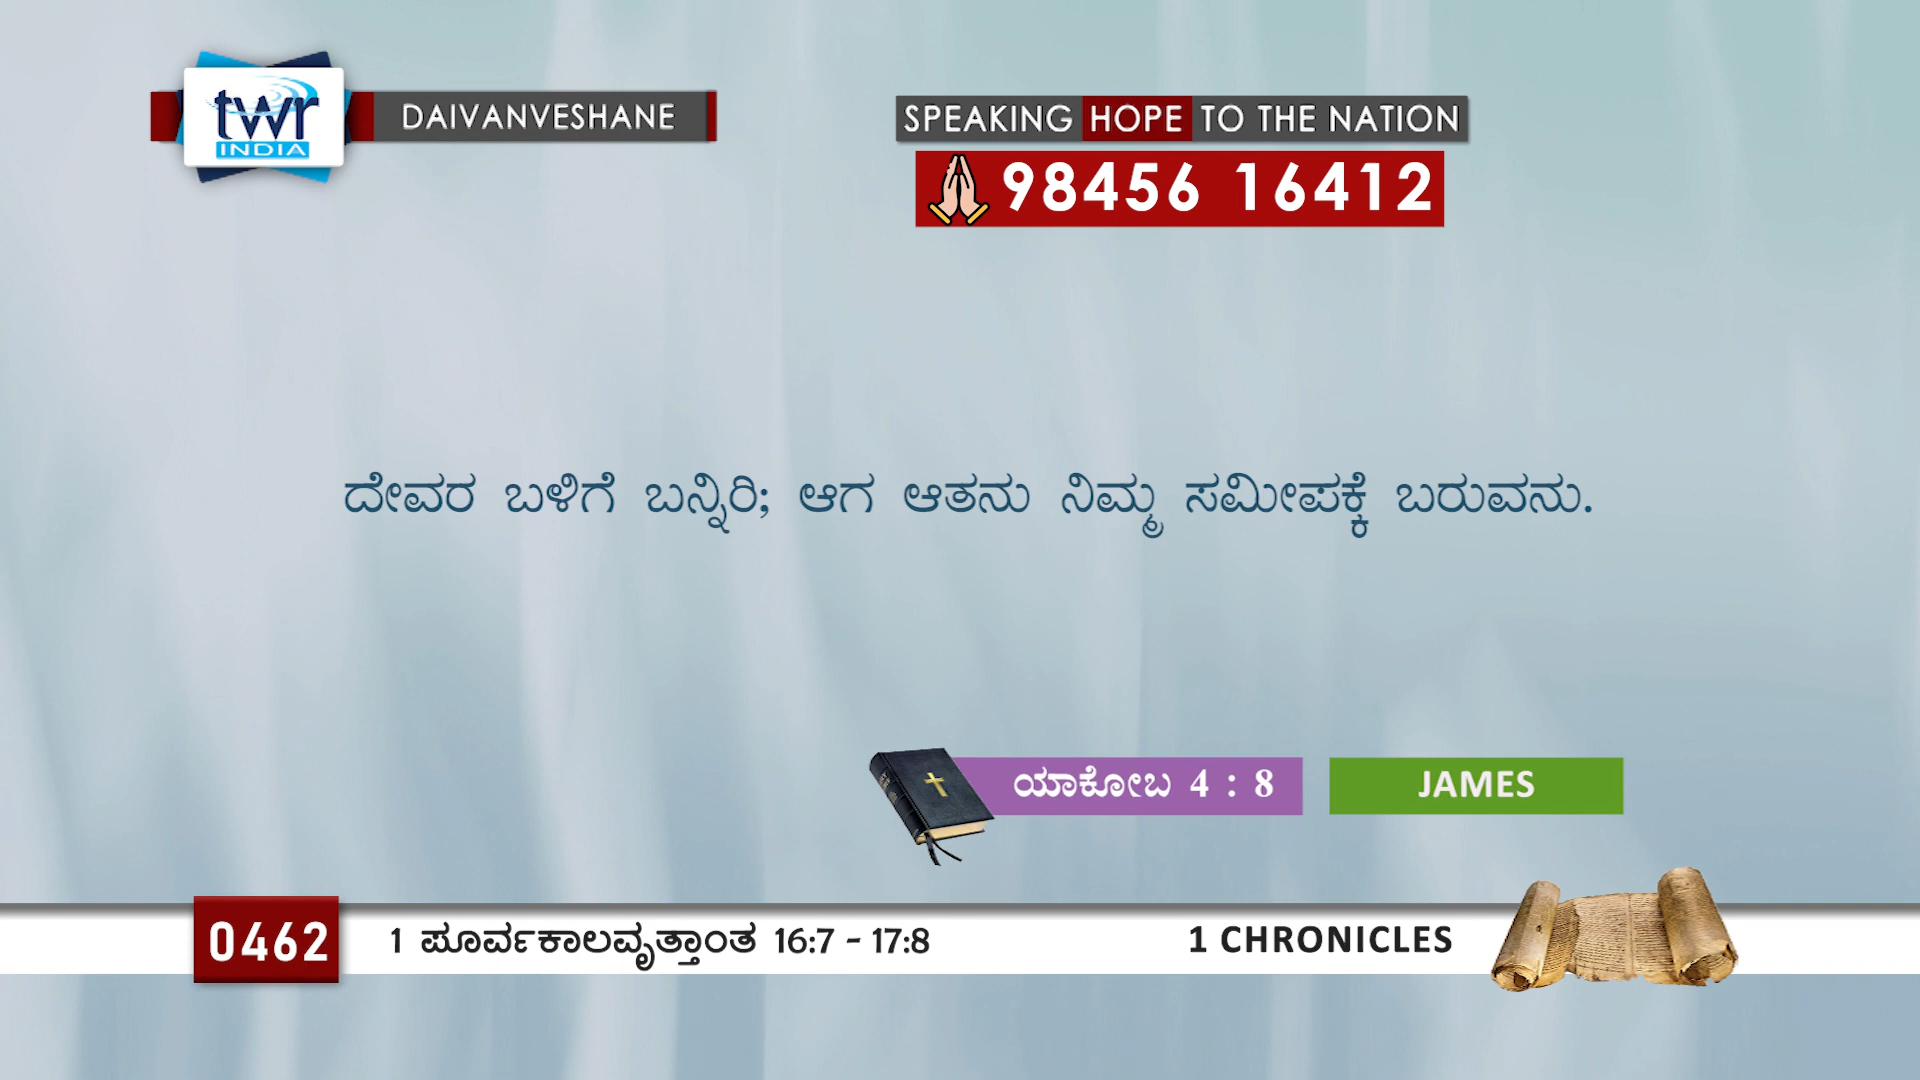 twr
INDIA
DAIVANVESHANE
SPEAKING HOPE TO THE NATION
98456 16412
ದೇವರ ಬಳಿಗೆ ಬನ್ನಿರಿ; ಆಗ ಆತನು ನಿಮ್ಮ ಸಮೀಪಕ್ಕೆ ಬರುವನು.
ಯಾಕೋಬ 4 : 8
JAMES
0462
1 ಪೂರ್ವಕಾಲವೃತ್ತಾಂತ 16:7 - 17:8
1 CHRONICLES